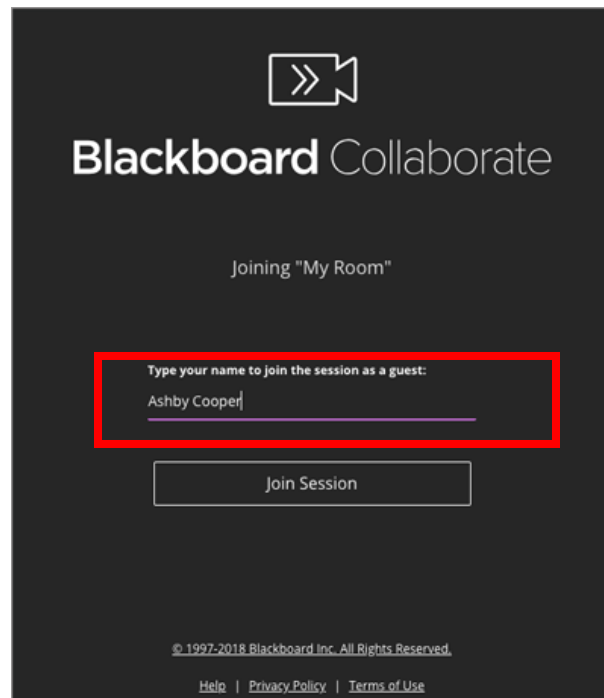 Blackboard Collaborate
Joining "My Room"
Type your name to join the session as a guest:
Ashby Cooper
Join Session
© 1997-2018 Blackboard Inc. All Rights Reserved.
Help | Privacy Policy | Terms of Use